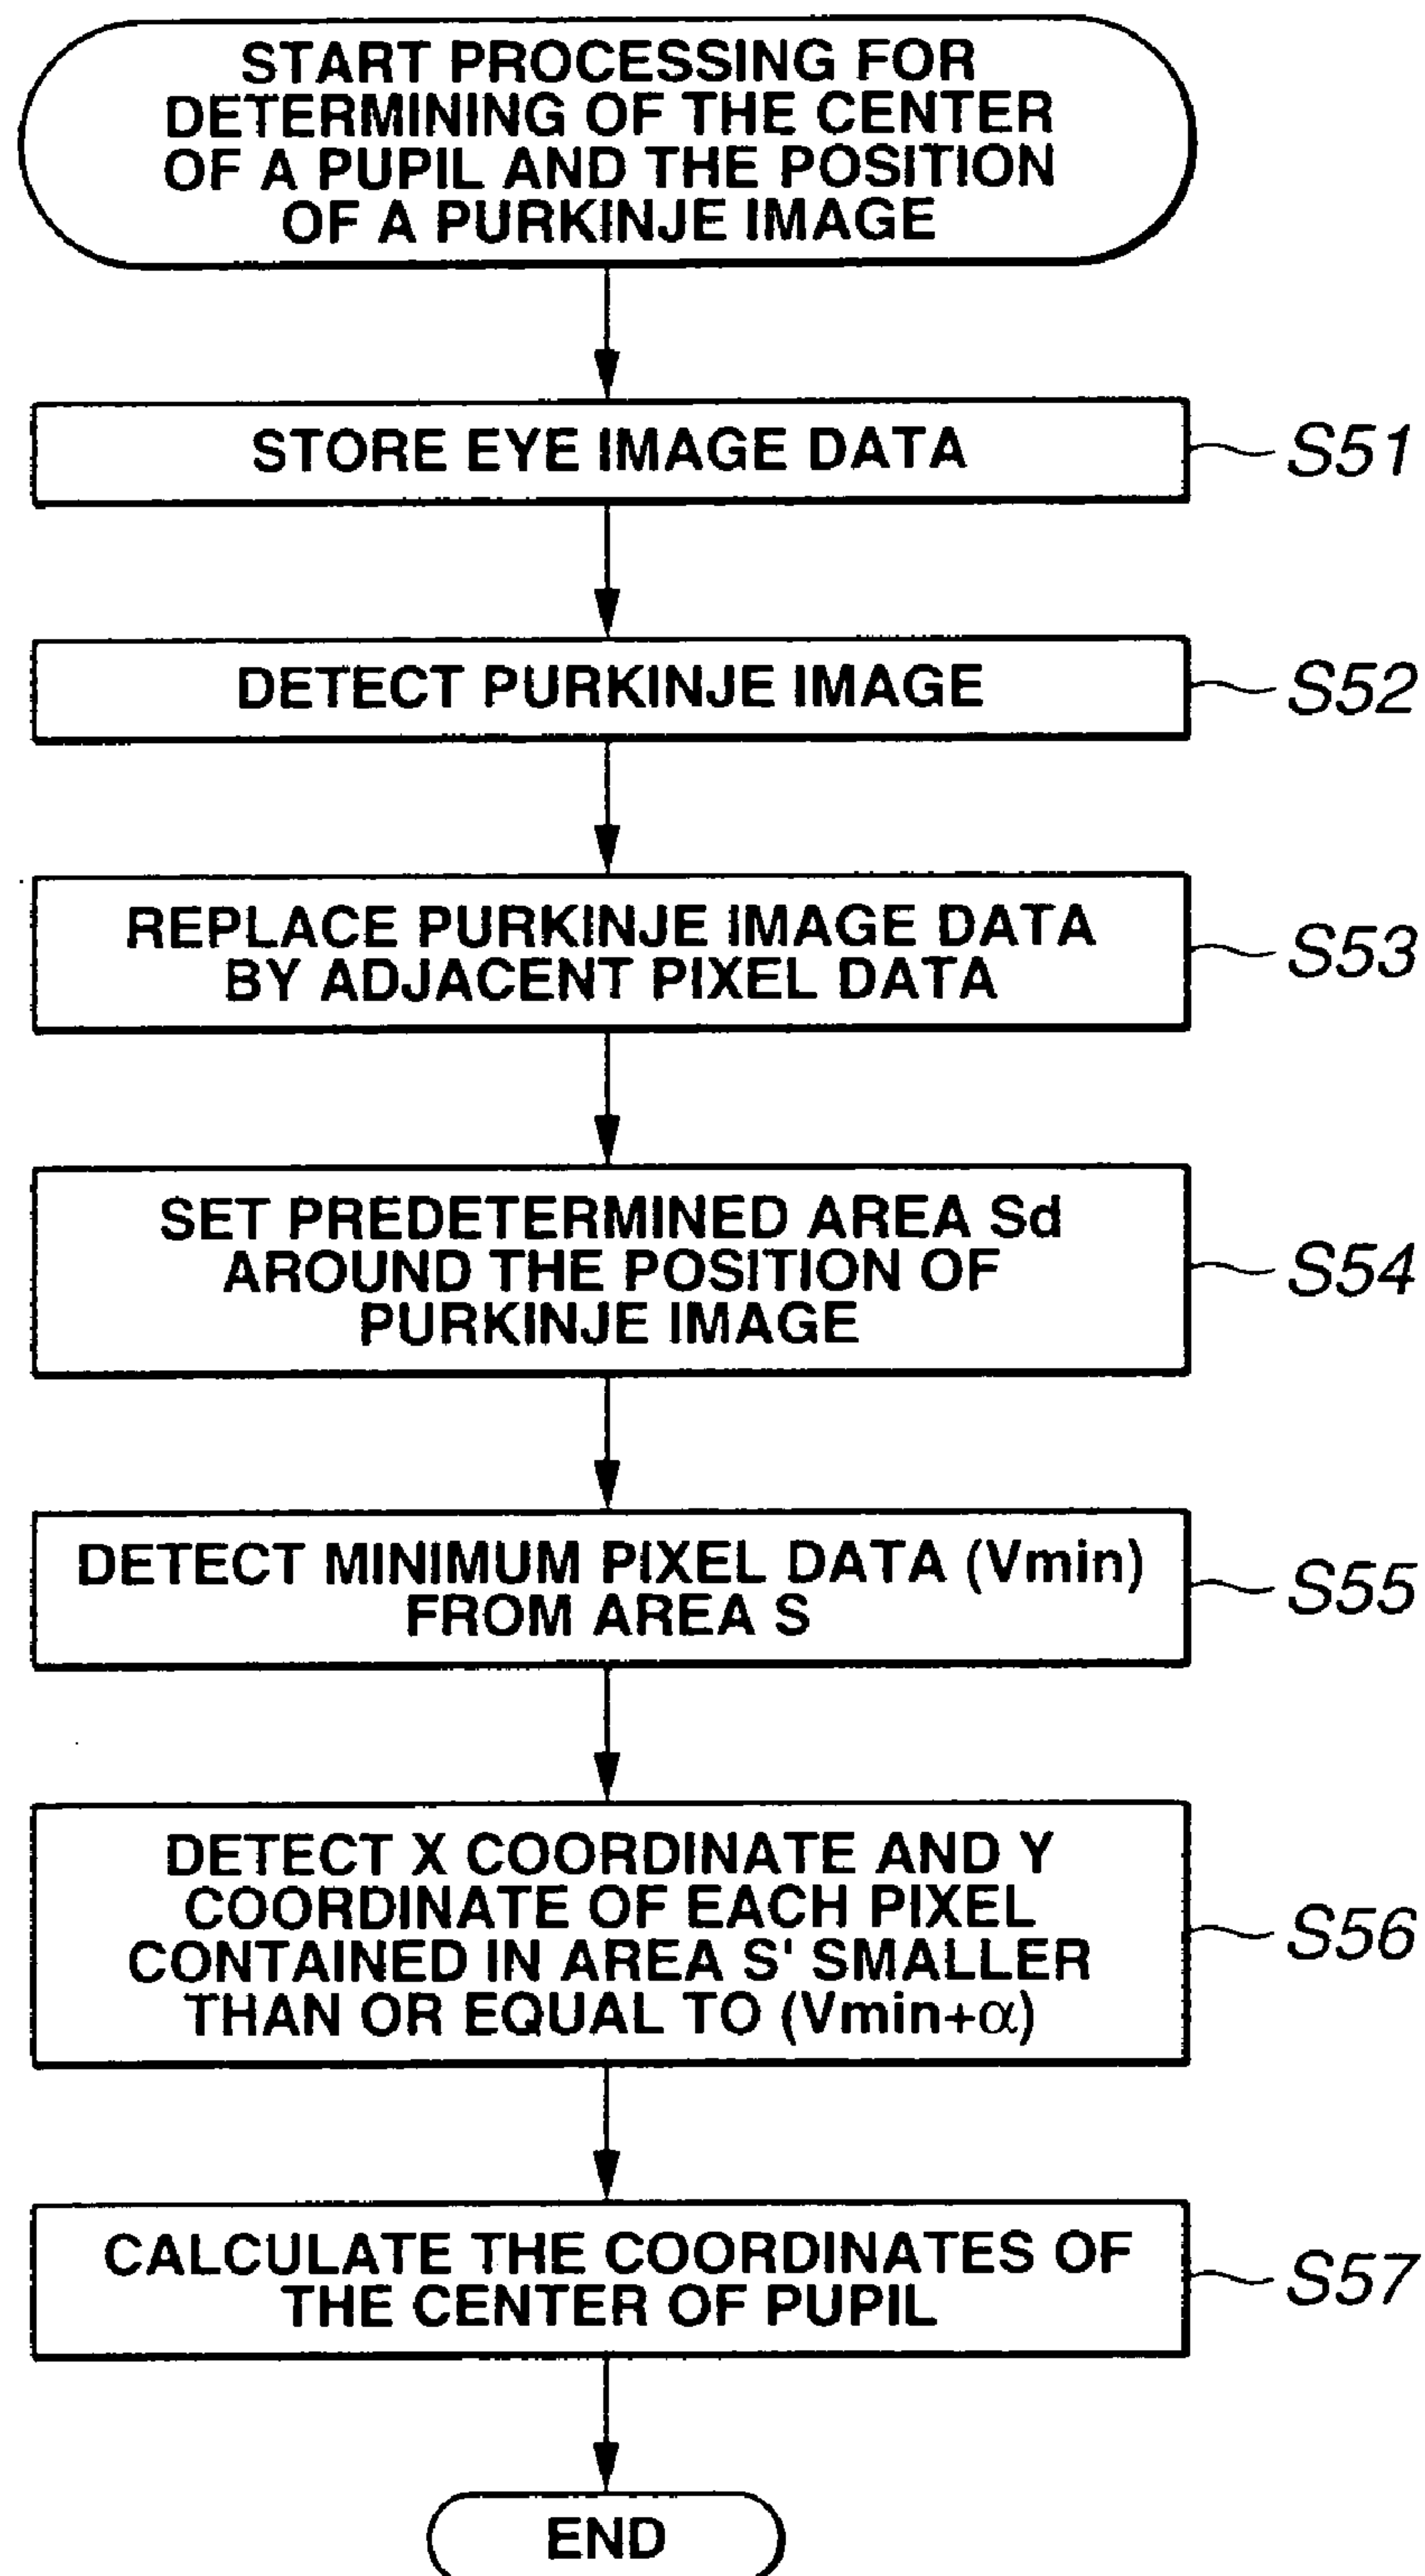 START PROCESSING FOR
DETERMINING OF THE CENTER
OF A PUPIL AND THE POSITION
OF A PURKINJE IMAGE
STORE EYE IMAGE DATA
S51
DETECT PURKINJE IMAGE
S52
REPLACE PURKINJE IMAGE DATA
BY ADJACENT PIXEL DATA
S53
SET PREDETERMINED AREA Sd
AROUND THE POSITION OF
PURKINJE IMAGE
S54
DETECT MINIMUM PIXEL DATA (Vmin)
FROM AREA S
S55
DETECT X COORDINATE AND Y
COORDINATE OF EACH PIXEL
CONTAINED IN AREA S' SMALLER
THAN OR EQUAL TO (Vmin+α)
S56
CALCULATE THE COORDINATES OF
THE CENTER OF PUPIL
S57
END